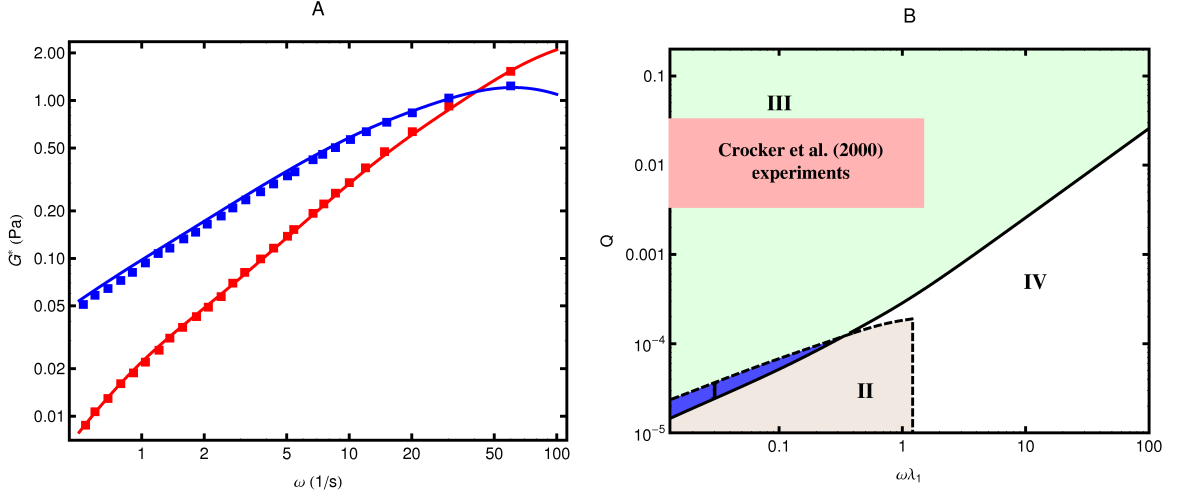 A
2.00
1.00
0.50
0.20
0.10
0.05
0.02
0.01
G* (Pa)
1 2 5 10 20 50 100
ω (1/s)
B
0.1
0.01
0.001
10⁻⁴
10⁻⁵
Q
III
Crocker et al. (2000)
experiments
IV
II
0.1 1 10 100
ωλ₁